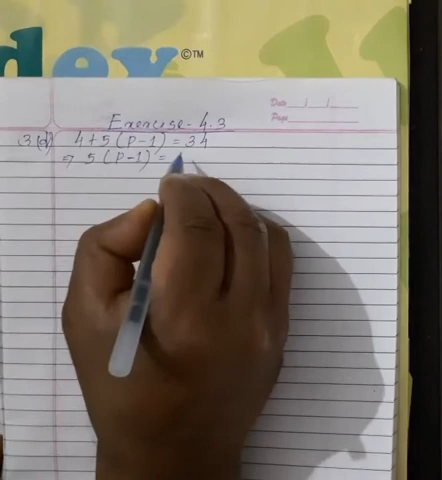 dex ©™
Date / /
Page
Exercise - 4.3
3(d) 4+5(P-1)=34
⇒ 5(P-1)=